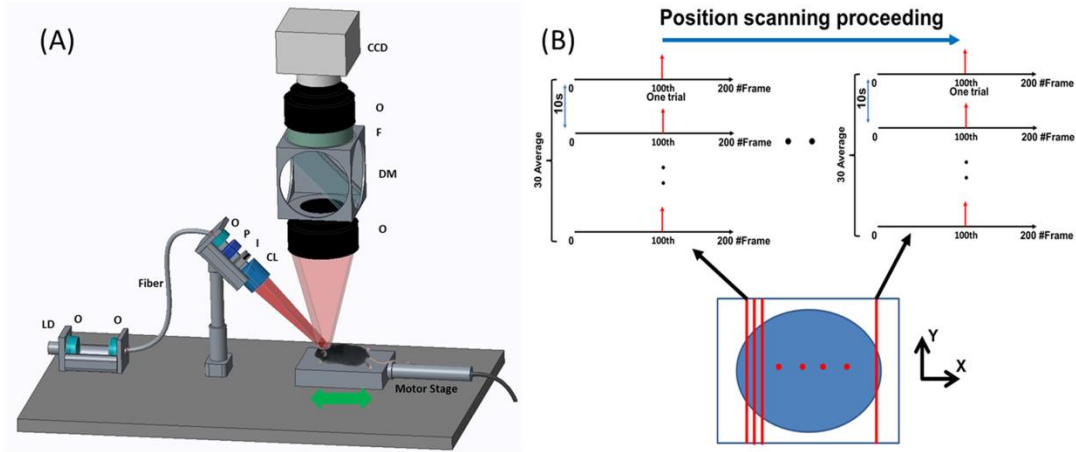 (A)
CCD
O
F
DM
O
O
P
I
CL
Fiber
LD
O
O
Motor Stage
(B)
Position scanning proceeding
30 Average
10s
0
100th
200 #Frame
One trial
0
100th
200 #Frame
0
100th
200 #Frame
30 Average
10s
0
100th
200 #Frame
One trial
0
100th
200 #Frame
0
100th
200 #Frame
Y
X